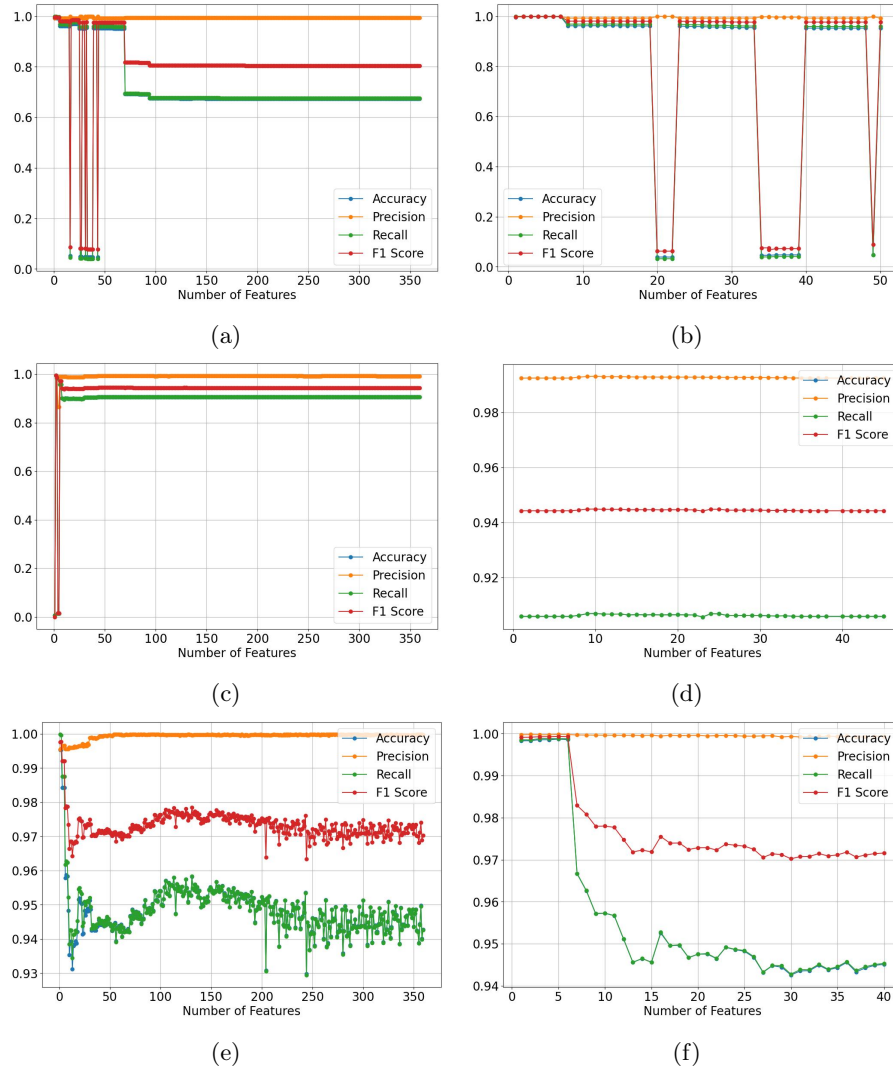 1.0
0.8
0.6
0.4
0.2
0.0
0 50 100 150 200 250 300 350
Number of Features
Accuracy
Precision
Recall
F1 Score
(a)
1.0
0.8
0.6
0.4
0.2
0.0
0 10 20 30 40 50
Number of Features
Accuracy
Precision
Recall
F1 Score
(b)
1.0
0.8
0.6
0.4
0.2
0.0
0 50 100 150 200 250 300 350
Number of Features
Accuracy
Precision
Recall
F1 Score
(c)
0.98
0.96
0.94
0.92
0 10 20 30 40
Number of Features
Accuracy
Precision
Recall
F1 Score
(d)
1.00
0.99
0.98
0.97
0.96
0.95
0.94
0.93
0 50 100 150 200 250 300 350
Number of Features
Accuracy
Precision
Recall
F1 Score
(e)
1.00
0.99
0.98
0.97
0.96
0.95
0.94
0 5 10 15 20 25 30 35 40
Number of Features
Accuracy
Precision
Recall
F1 Score
(f)